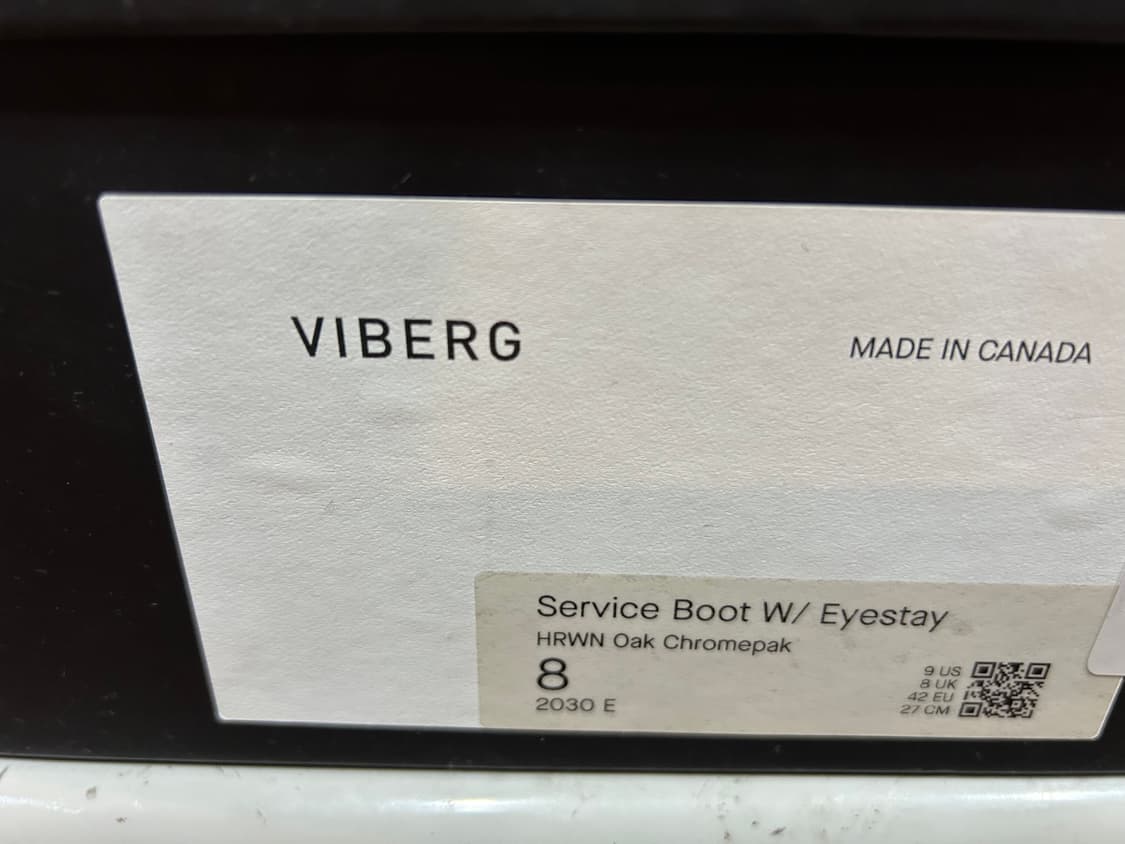 VIBERG
MADE IN CANADA
Service Boot W/ Eyestay
HRWN Oak Chromepak
8
2030 E
9 US
8 UK
42 EU
27 CM